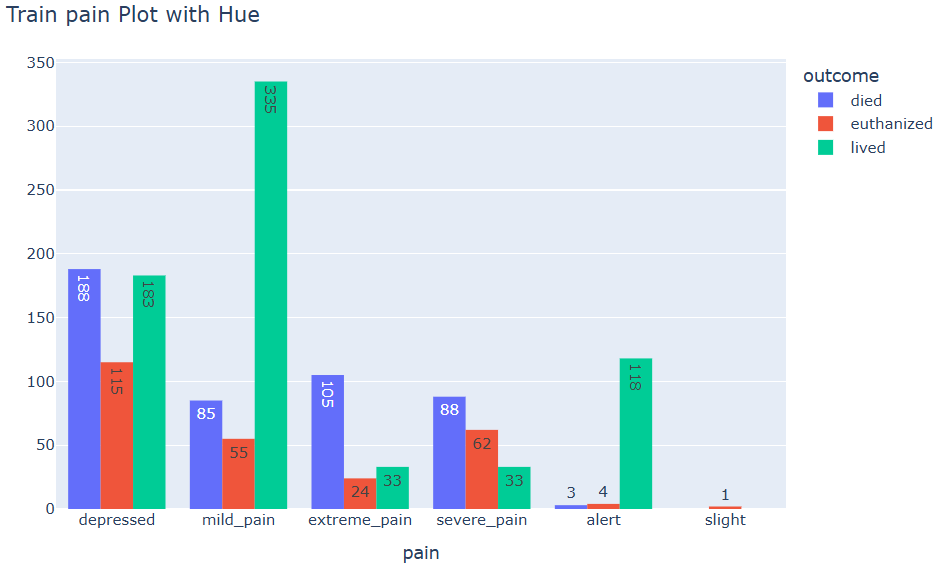 Train pain Plot with Hue
outcome
died
euthanized
lived
350
300
250
200
150
100
50
0
188
115
183
85
55
335
105
24
33
88
62
33
3
4
118
1
depressed
mild_pain
extreme_pain
severe_pain
alert
slight
pain